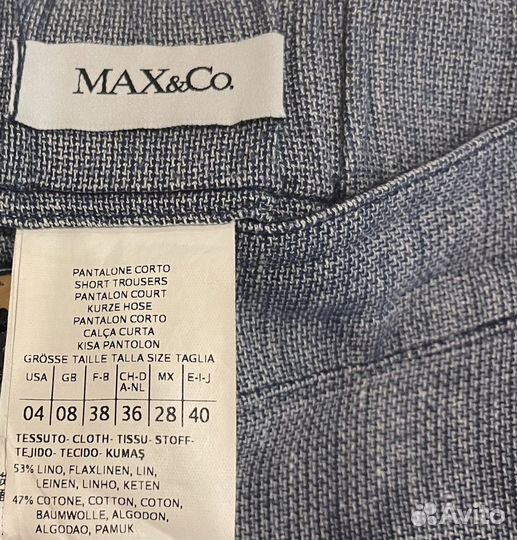 MAX&Co.
PANTALONE CORTO
SHORT TROUSERS
PANTALON COURT
KURZE HOSE
PANTALON CORTO
CALÇA CURTA
KISA PANTOLON
GRÖSSE TAILLE TALLA SIZE TAGLIA
USA GB F-B CH-D A-NL MX E-I-J
04 08 38 36 28 40
TESSUTO- CLOTH- TISSU- STOFF-
TEJIDO- TECIDO- KUMAŞ
53% LINO, FLAXLINEN, LIN,
LEINEN, LINHO, KETEN
47% COTONE, COTTON, COTON,
BAUMWOLLE, ALGODON,
ALGODAO, PAMUK
Avito